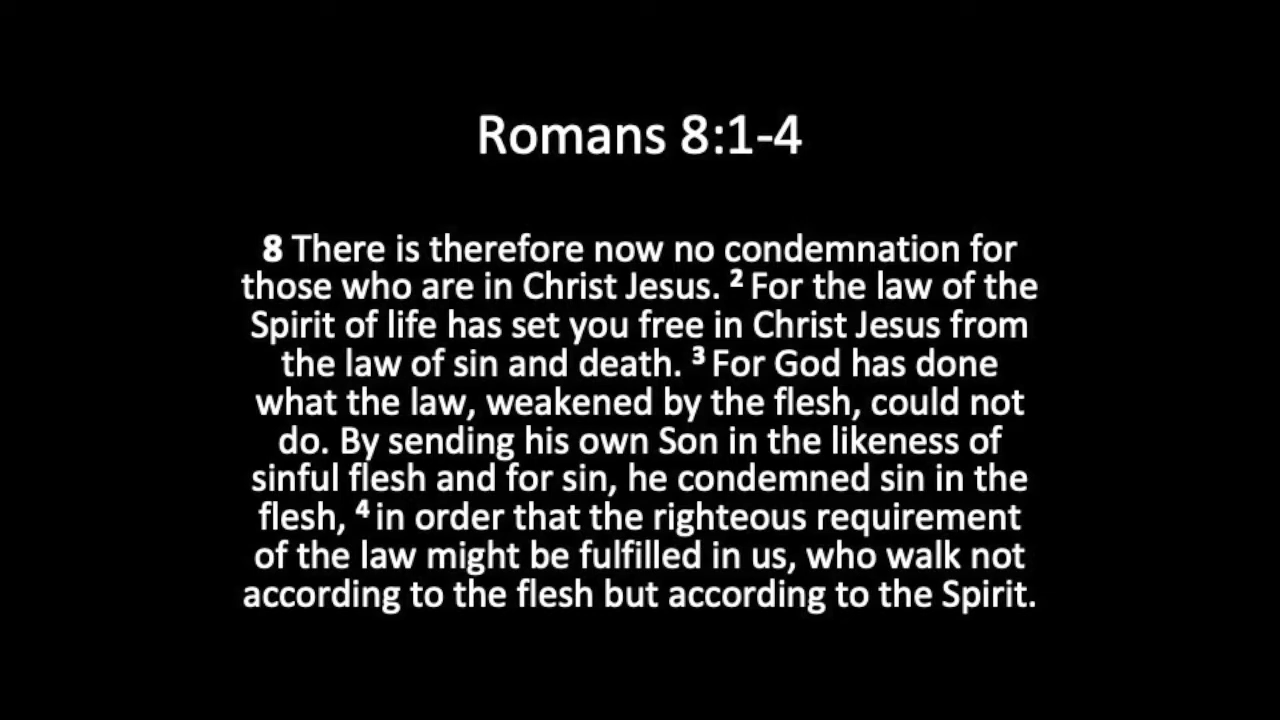 Romans 8:1-4
8 There is therefore now no condemnation for
those who are in Christ Jesus. ² For the law of the
Spirit of life has set you free in Christ Jesus from
the law of sin and death. ³ For God has done
what the law, weakened by the flesh, could not
do. By sending his own Son in the likeness of
sinful flesh and for sin, he condemned sin in the
flesh, ⁴ in order that the righteous requirement
of the law might be fulfilled in us, who walk not
according to the flesh but according to the Spirit.